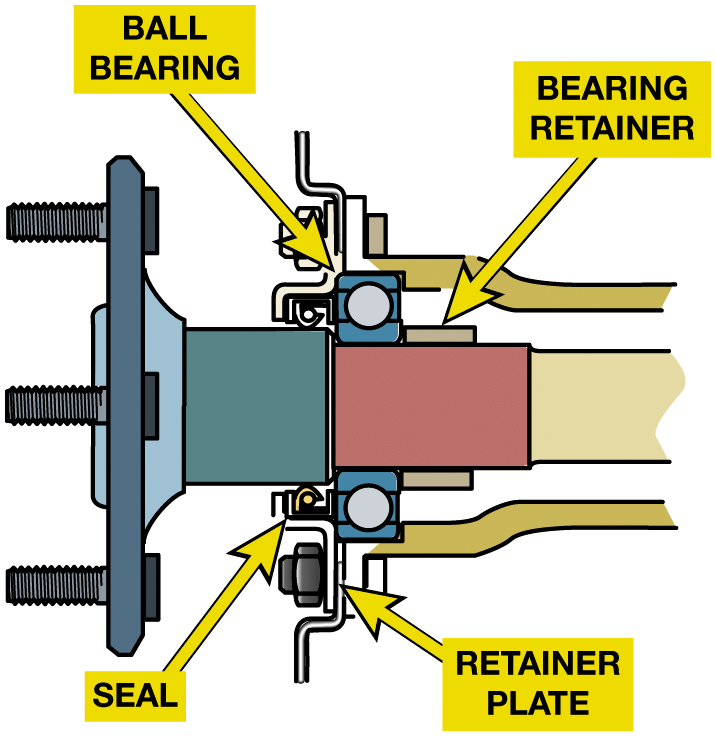 BALL
BEARING
BEARING
RETAINER
SEAL
RETAINER
PLATE